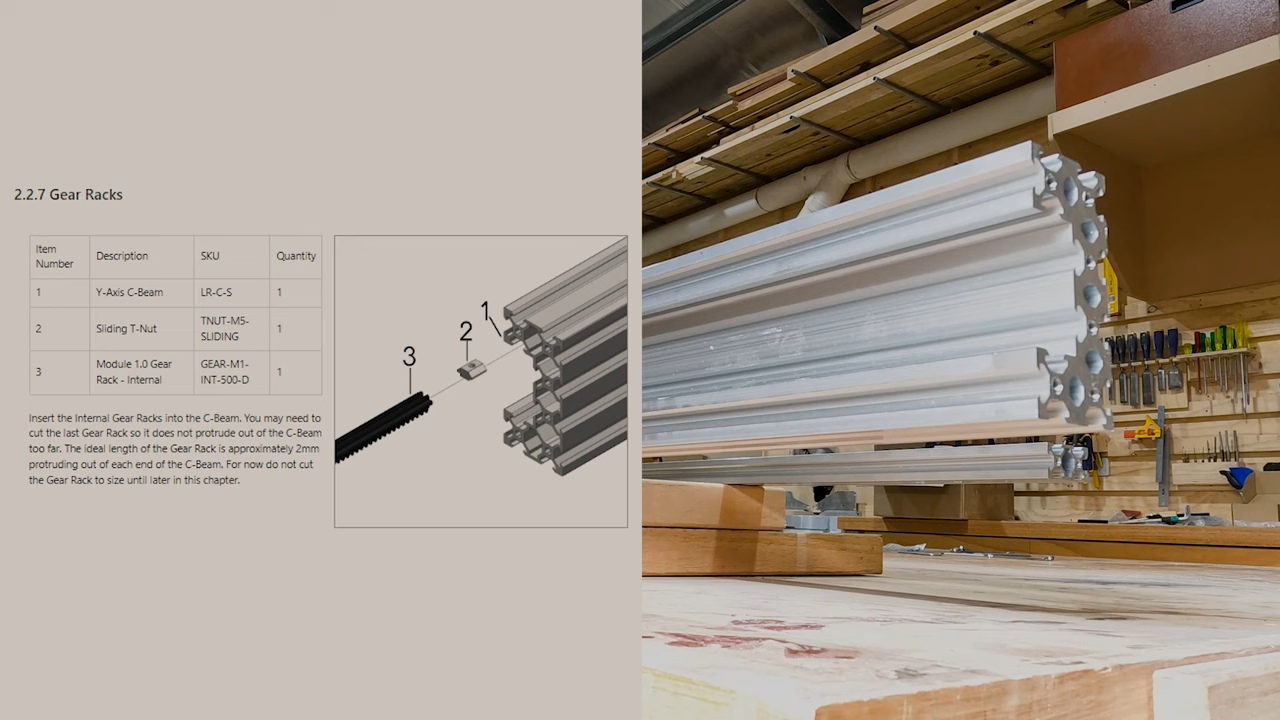 2.2.7 Gear Racks
Item Number Description SKU Quantity
1 Y-Axis C-Beam LR-C-S 1
2 Sliding T-Nut TNUT-M5-SLIDING 1
3 Module 1.0 Gear Rack - Internal GEAR-M1-INT-500-D 1
1
2
3
Insert the Internal Gear Racks into the C-Beam. You may need to
cut the last Gear Rack so it does not protrude out of the C-Beam
too far. The ideal length of the Gear Rack is approximately 2mm
protruding out of each end of the C-Beam. For now do not cut
the Gear Rack to size until later in this chapter.